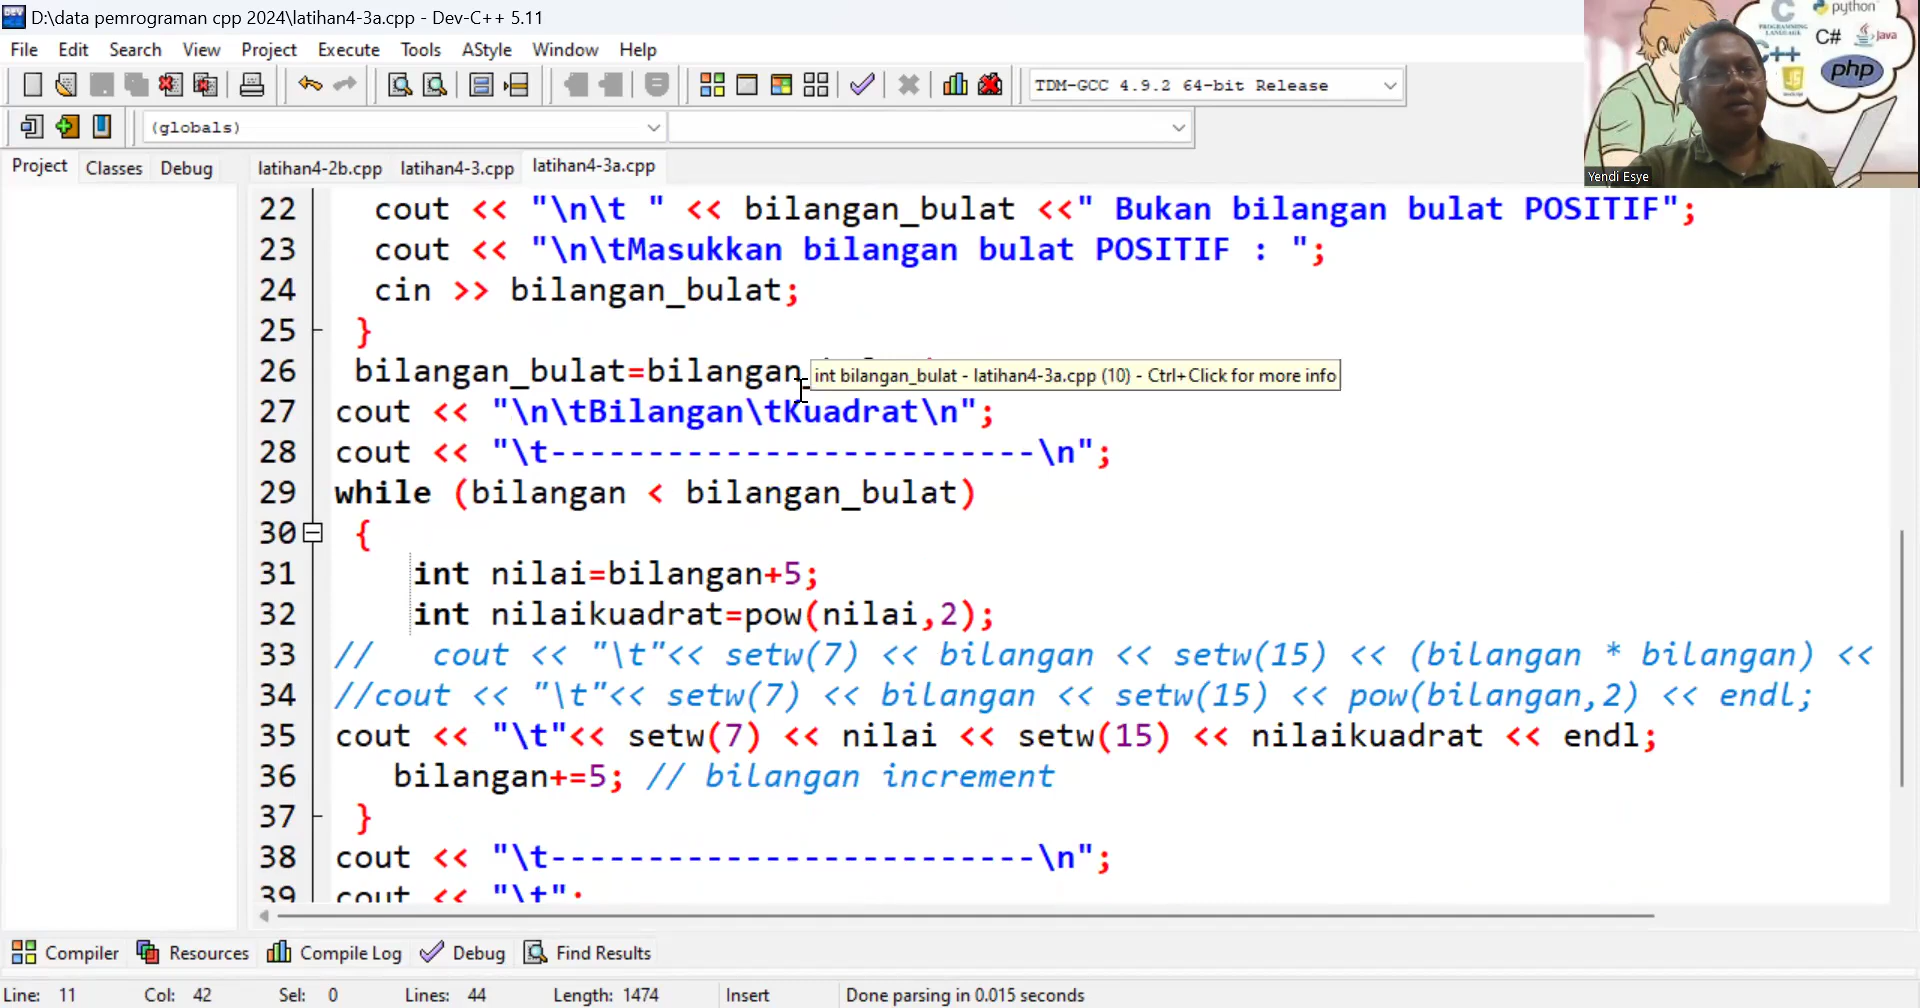 D:\data pemrograman cpp 2024\latihan4-3a.cpp - Dev-C++ 5.11
File Edit Search View Project Execute Tools AStyle Window Help
TDM-GCC 4.9.2 64-bit Release
(globals)
Project Classes Debug
latihan4-2b.cpp latihan4-3.cpp latihan4-3a.cpp
22 cout << "\n\t " << bilangan_bulat <<" Bukan bilangan bulat POSITIF";
23 cout << "\n\tMasukkan bilangan bulat POSITIF : ";
24 cin >> bilangan_bulat;
25 }
26 bilangan_bulat=bilangan_
int bilangan_bulat - latihan4-3a.cpp (10) - Ctrl+Click for more info
27 cout << "\n\tBilangan\tKuadrat\n";
28 cout << "\t-------------------------\n";
29 while (bilangan < bilangan_bulat)
30 {
31 int nilai=bilangan+5;
32 int nilaikuadrat=pow(nilai,2);
33 // cout << "\t"<< setw(7) << bilangan << setw(15) << (bilangan * bilangan) <<
34 //cout << "\t"<< setw(7) << bilangan << setw(15) << pow(bilangan,2) << endl;
35 cout << "\t"<< setw(7) << nilai << setw(15) << nilaikuadrat << endl;
36 bilangan+=5; // bilangan increment
37 }
38 cout << "\t-------------------------\n";
39 cout << "\t";
Compiler Resources Compile Log Debug Find Results
Line: 11 Col: 42 Sel: 0 Lines: 44 Length: 1474 Insert Done parsing in 0.015 seconds
C
PROGRAMMING
LANGUAGE
python
C++
C#
Java
JS
php
Yendi Esye